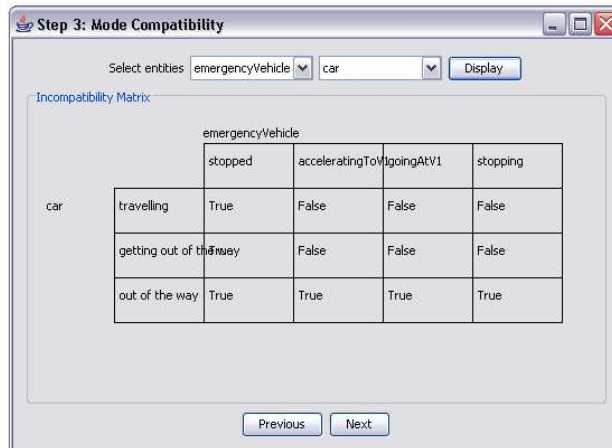 Step 3: Mode Compatibility
Select entities emergencyVehicle car Display
Incompatibility Matrix
emergencyVehicle
stopped acceleratingToV1 goingAtV1 stopping
car travelling True False False False
getting out of the way True False False False
out of the way True True True True
Previous Next